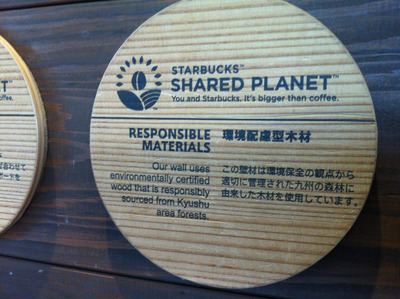 STARBUCKS™
SHARED PLANET™
You and Starbucks. It's bigger than coffee.
RESPONSIBLE
MATERIALS
Our wall uses
environmentally certified
wood that is responsibly
sourced from Kyushu
area forests.
環境配慮型木材
この壁材は環境保全の観点から
適切に管理された九州の森林に
由来した木材を使用しています。
ET™
coffee.